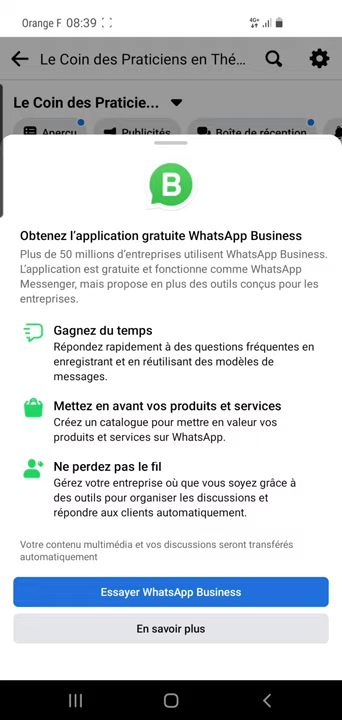 Orange F 08:39
4G+
Le Coin des Praticiens en Thé...
Le Coin des Praticie...
Aperçu
Publicités
Boîte de réception
B
Obtenez l'application gratuite WhatsApp Business
Plus de 50 millions d'entreprises utilisent WhatsApp Business.
L'application est gratuite et fonctionne comme WhatsApp
Messenger, mais propose en plus des outils conçus pour les
entreprises.
Gagnez du temps
Répondez rapidement à des questions fréquentes en
enregistrant et en réutilisant des modèles de
messages.
Mettez en avant vos produits et services
Créez un catalogue pour mettre en valeur vos
produits et services sur WhatsApp.
Ne perdez pas le fil
Gérez votre entreprise où que vous soyez grâce à
des outils pour organiser les discussions et
répondre aux clients automatiquement.
Votre contenu multimédia et vos discussions seront transférés
automatiquement
Essayer WhatsApp Business
En savoir plus